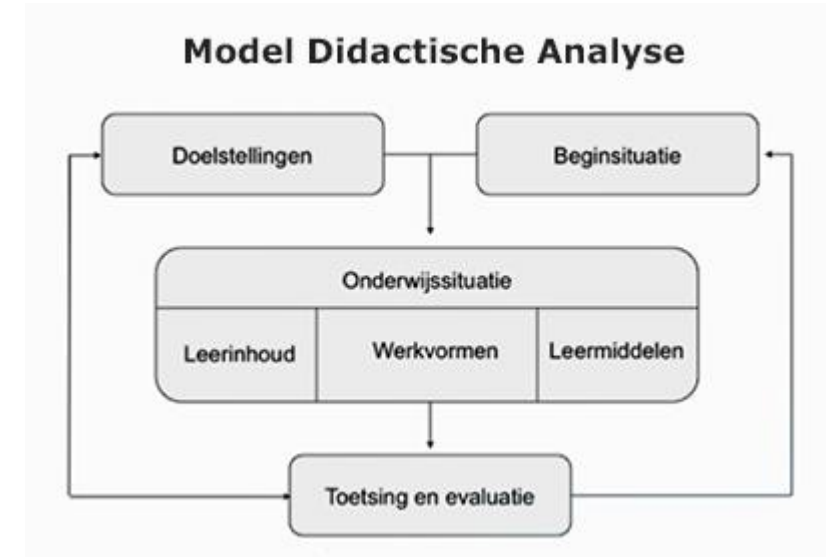 Model Didactische Analyse
Doelstellingen
Beginsituatie
Onderwijssituatie
Leerinhoud
Werkvormen
Leermiddelen
Toetsing en evaluatie